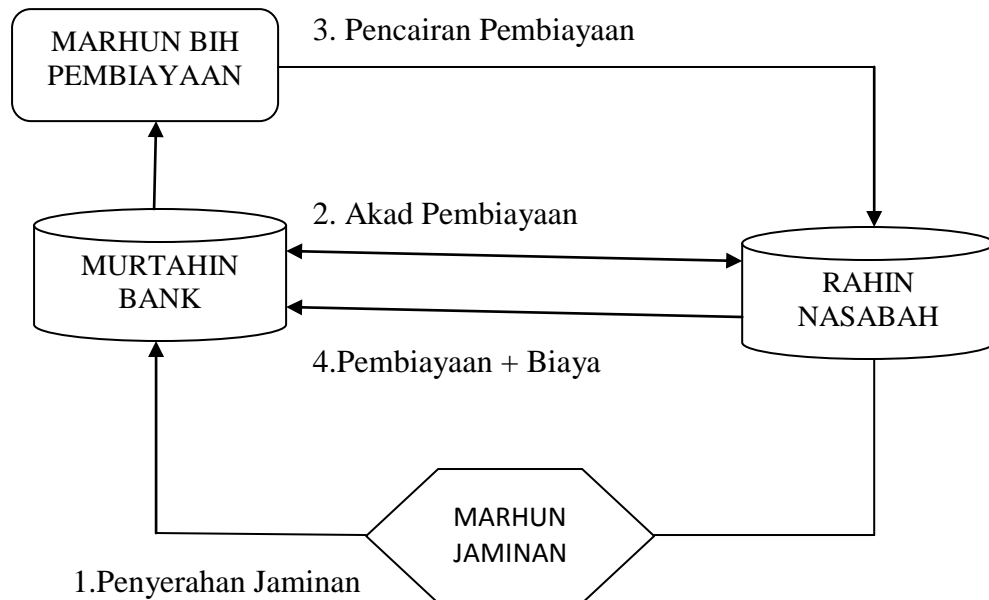 MARHUN BIH
PEMBIAYAAN
3. Pencairan Pembiayaan
2. Akad Pembiayaan
MURTAHIN
BANK
RAHIN
NASABAH
4.Pembiayaan + Biaya
MARHUN
JAMINAN
1.Penyerahan Jaminan